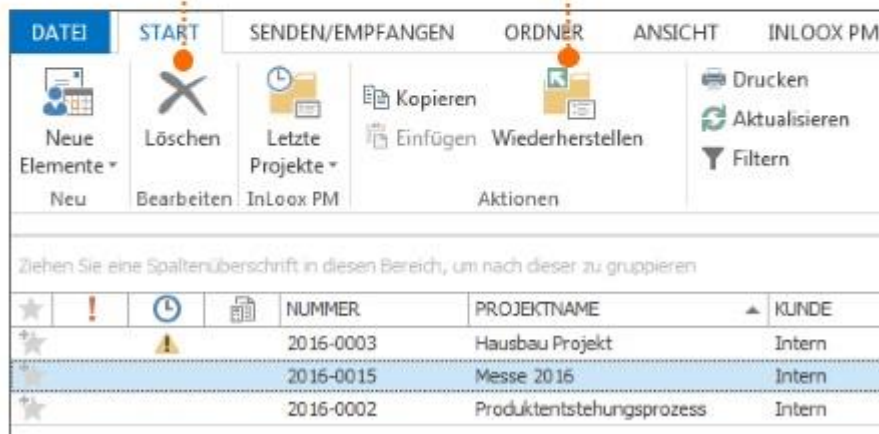 DATEI START SENDEN/EMPFANGEN ORDNER ANSICHT INLOOX PM
Neue Elemente
Löschen
Letzte Projekte
Kopieren
Einfügen
Wiederherstellen
Drucken
Aktualisieren
Filtern
Neu Bearbeiten InLoox PM Aktionen
Ziehen Sie eine Spaltenüberschrift in diesen Bereich, um nach dieser zu gruppieren
NUMMER PROJEKTNAME KUNDE
2016-0003 Hausbau Projekt Intern
2016-0015 Messe 2016 Intern
2016-0002 Produktentstehungsprozess Intern